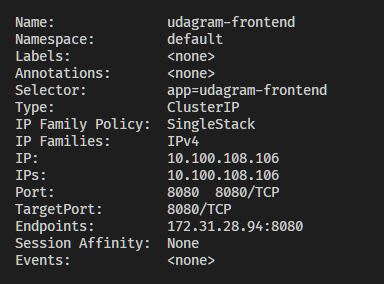 Name: udagram-frontend
Namespace: default
Labels: <none>
Annotations: <none>
Selector: app=udagram-frontend
Type: ClusterIP
IP Family Policy: SingleStack
IP Families: IPv4
IP: 10.100.108.106
IPs: 10.100.108.106
Port: 8080 8080/TCP
TargetPort: 8080/TCP
Endpoints: 172.31.28.94:8080
Session Affinity: None
Events: <none>